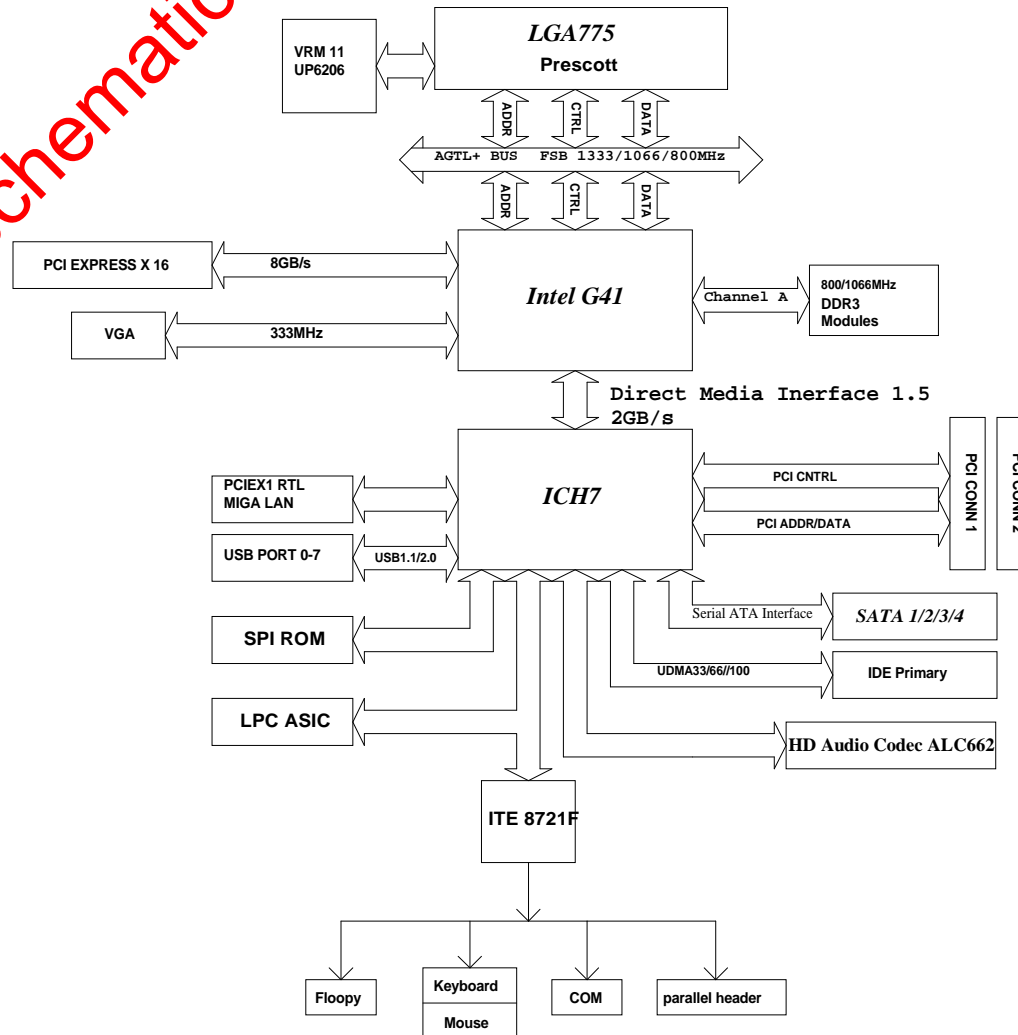 chematic
LGA775
Prescott
VRM 11
UP6206
ADDR
CTRL
DATA
AGTL+ BUS FSB 1333/1066/800MHz
ADDR
CTRL
DATA
PCI EXPRESS X 16
8GB/s
Intel G41
Channel A
800/1066MHz
DDR3
Modules
VGA
333MHz
Direct Media Inerface 1.5
2GB/s
ICH7
PCIEX1 RTL
MIGA LAN
PCI CNTRL
PCI ADDR/DATA
PCI CONN 1
PCI CONN 2
USB PORT 0-7
USB1.1/2.0
Serial ATA Interface
SATA 1/2/3/4
SPI ROM
UDMA33/66//100
IDE Primary
LPC ASIC
HD Audio Codec ALC662
ITE 8721F
Floopy
Keyboard
Mouse
COM
parallel header